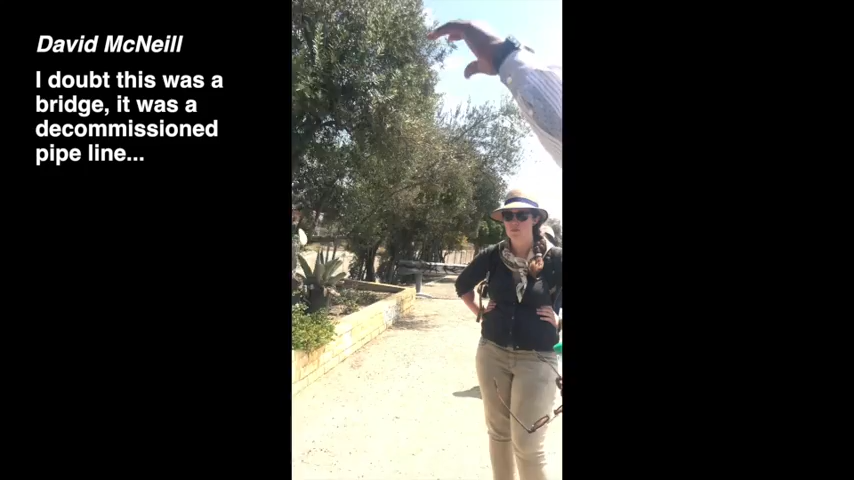 David McNeill
I doubt this was a
bridge, it was a
decommissioned
pipe line...